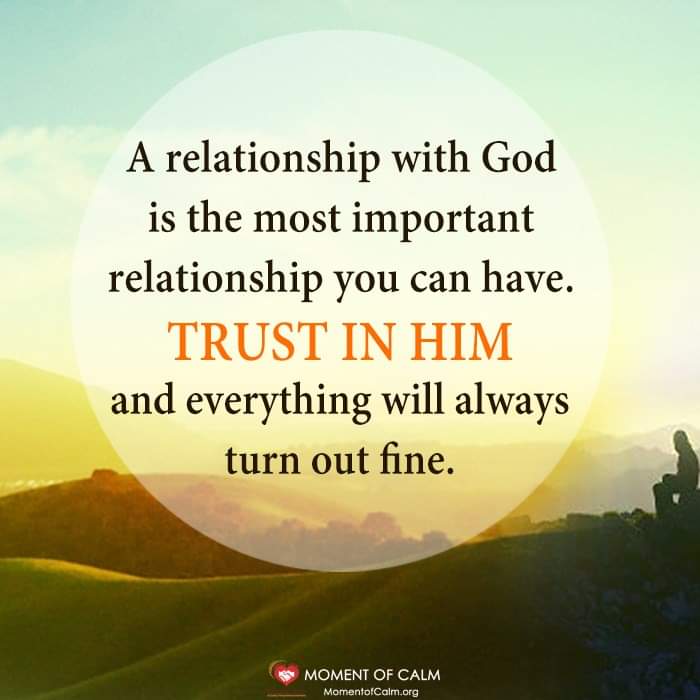 A relationship with God
is the most important
relationship you can have.
TRUST IN HIM
and everything will always
turn out fine.
MOMENT OF CALM
MomentofCalm.org